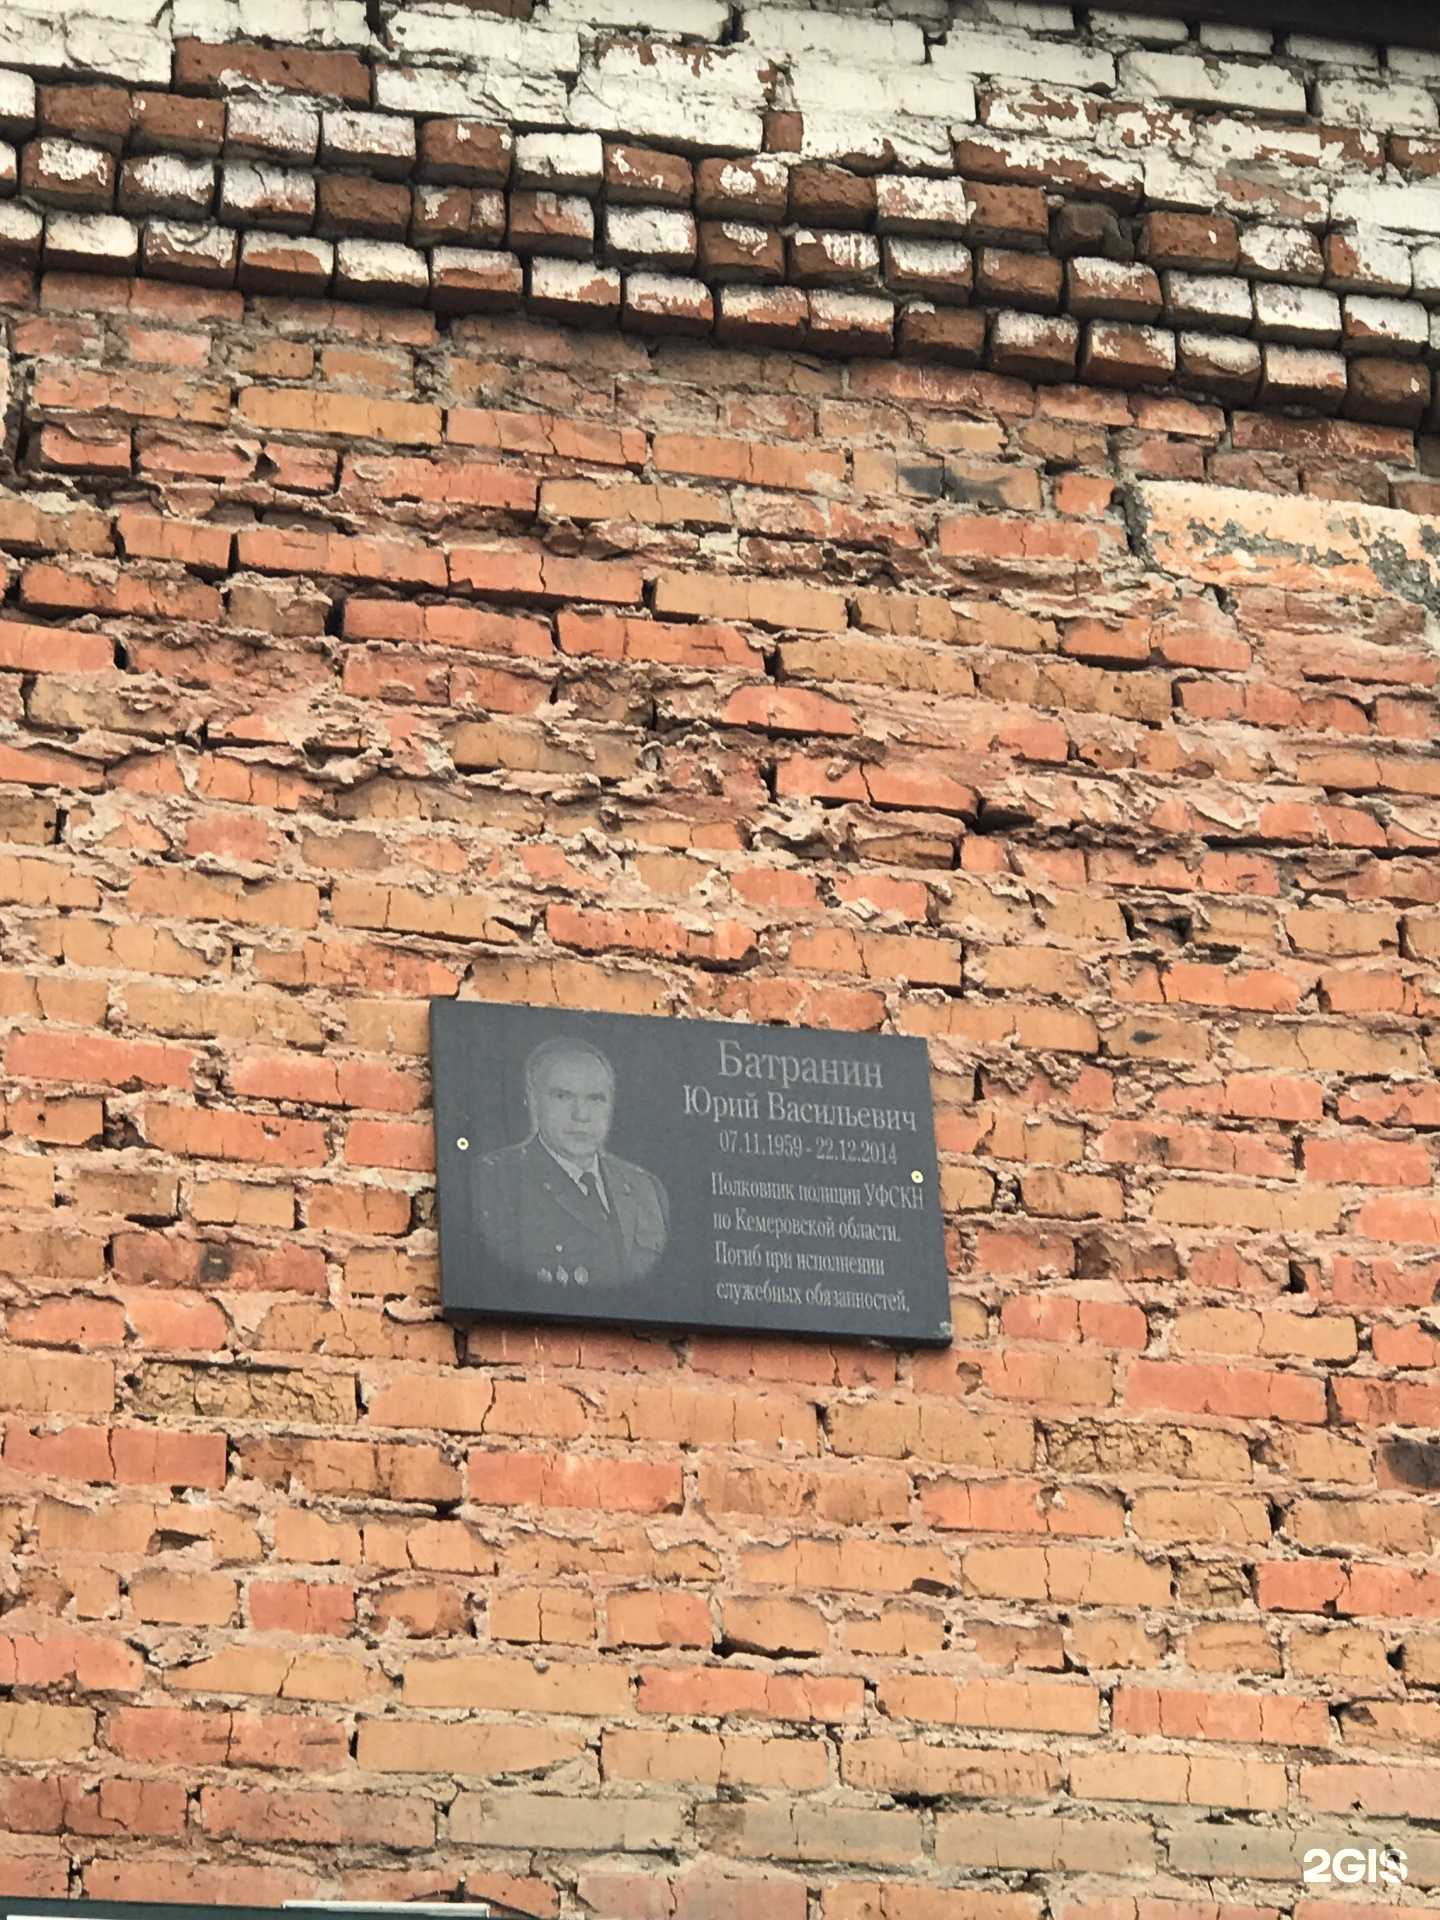 Батранин
Юрий Васильевич
07.11.1959 - 22.12.2014
Полковник полиции УФСКН
по Кемеровской области.
Погиб при исполнении
служебных обязанностей.
2GIS